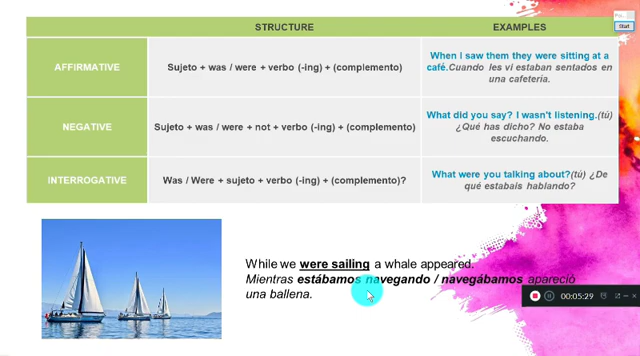 STRUCTURE EXAMPLES
AFFIRMATIVE
Sujeto + was / were + verbo (-ing) + (complemento)
When I saw them they were sitting at a
café.Cuando les ví estaban sentados en
una cafetería.
NEGATIVE
Sujeto + was / were + not + verbo (-ing) + (complemento)
What did you say? I wasn't listening.(tú)
¿Qué has dicho? No estaba
escuchando.
INTERROGATIVE
Was / Were + sujeto + verbo (-ing) + (complemento)?
What were you talking about?(tú) ¿De
qué estabais hablando?
While we were sailing a whale appeared.
Mientras estábamos navegando / navegábamos apareció
una ballena.
00:05:29
Start